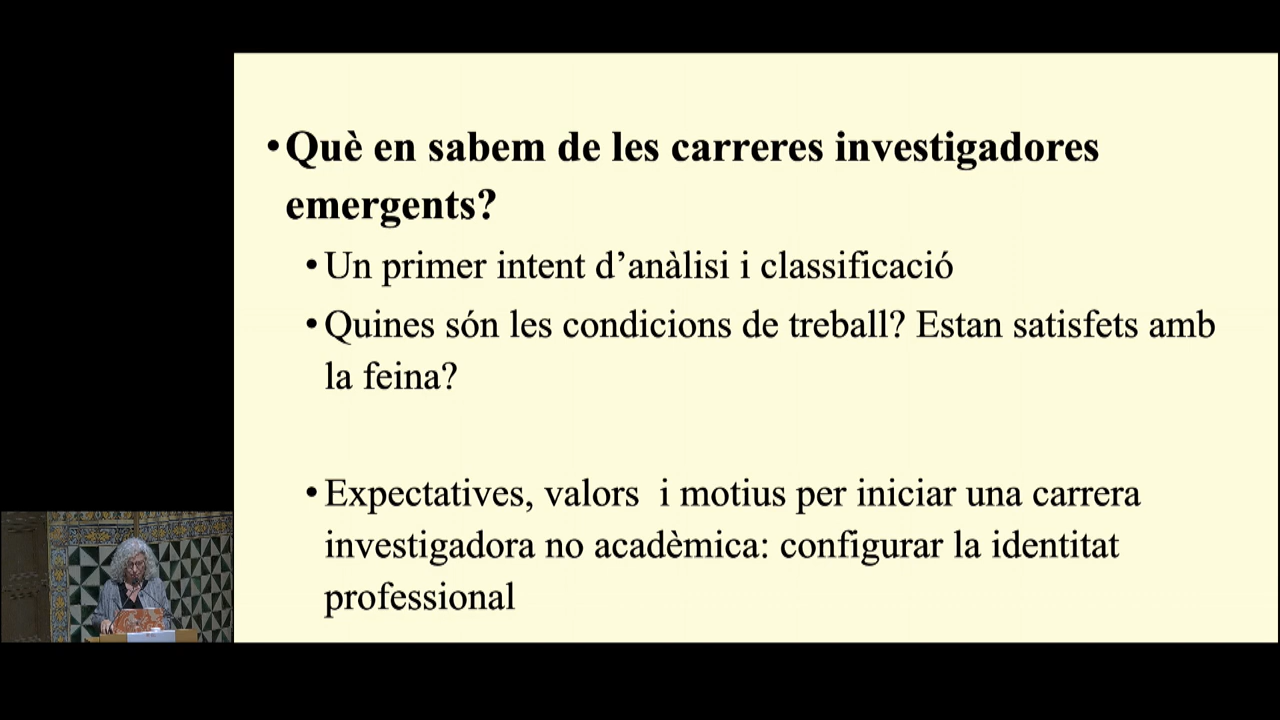 •Què en sabem de les carreres investigadores
emergents?
•Un primer intent d’anàlisi i classificació
•Quines són les condicions de treball? Estan satisfets amb
la feina?
•Expectatives, valors i motius per iniciar una carrera
investigadora no acadèmica: configurar la identitat
professional